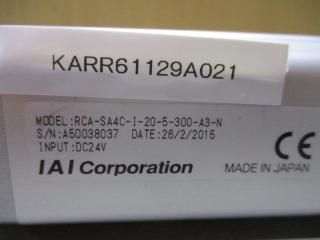 KARR61129A021
MODEL:RCA-SA4C-I-20-5-300-A3-N
S/N:A50038037 DATE:26/2/2015
INPUT:DC24V
CE
IAI Corporation
MADE IN JAPAN